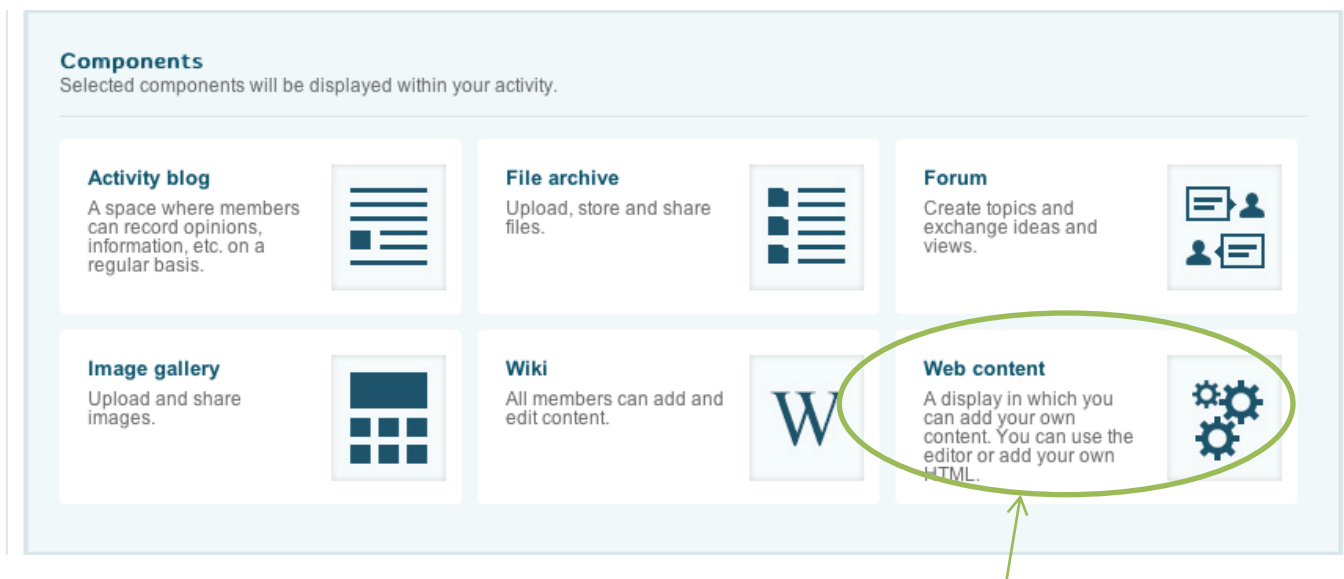 Components
Selected components will be displayed within your activity.
Activity blog
A space where members
can record opinions,
information, etc. on a
regular basis.
File archive
Upload, store and share
files.
Forum
Create topics and
exchange ideas and
views.
Image gallery
Upload and share
images.
Wiki
All members can add and
edit content.
W
Web content
A display in which you
can add your own
content. You can use the
editor or add your own
HTML.